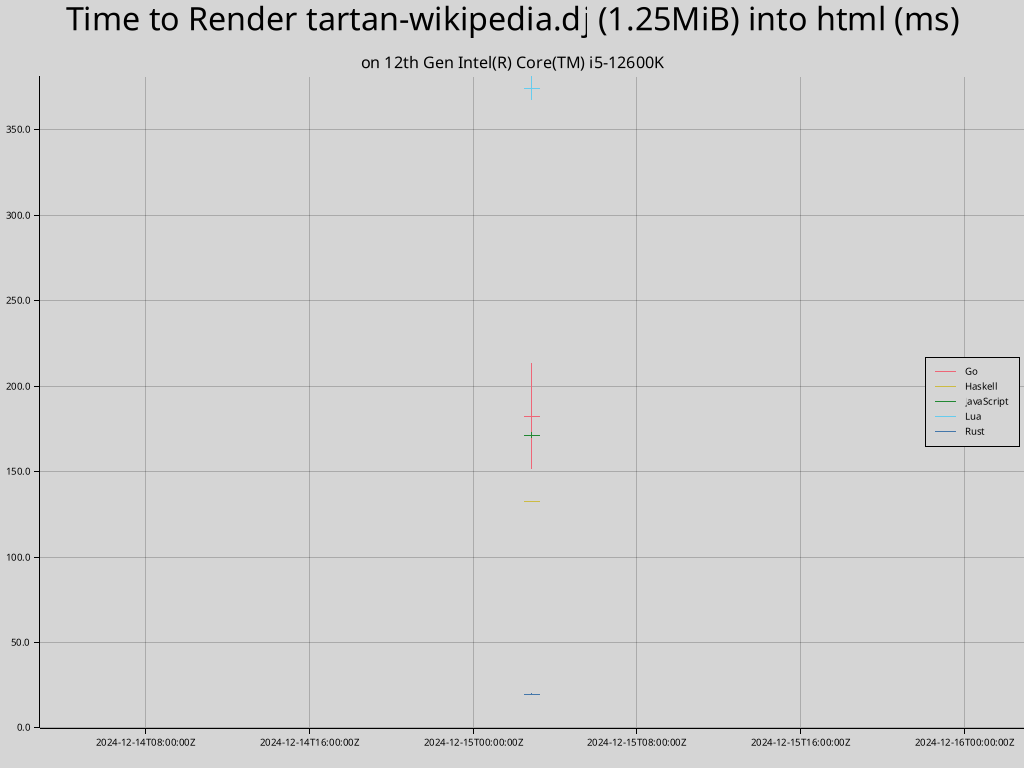 Time to Render tartan-wikipedia.dj (1.25MiB) into html (ms)
on 12th Gen Intel(R) Core(TM) i5-12600K
350.0
300.0
250.0
200.0
150.0
100.0
50.0
0.0
Go
Haskell
JavaScript
Lua
Rust
2024-12-14T08:00:00Z 2024-12-14T16:00:00Z 2024-12-15T00:00:00Z 2024-12-15T08:00:00Z 2024-12-15T16:00:00Z 2024-12-16T00:00:00Z